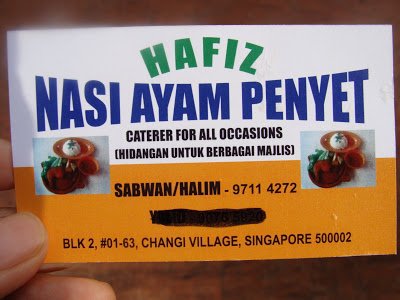 HAFIZ
NASI AYAM PENYET
CATERER FOR ALL OCCASIONS
(HIDANGAN UNTUK BERBAGAI MAJLIS)
SABWAN/HALIM - 9711 4272
BLK 2, #01-63, CHANGI VILLAGE, SINGAPORE 500002